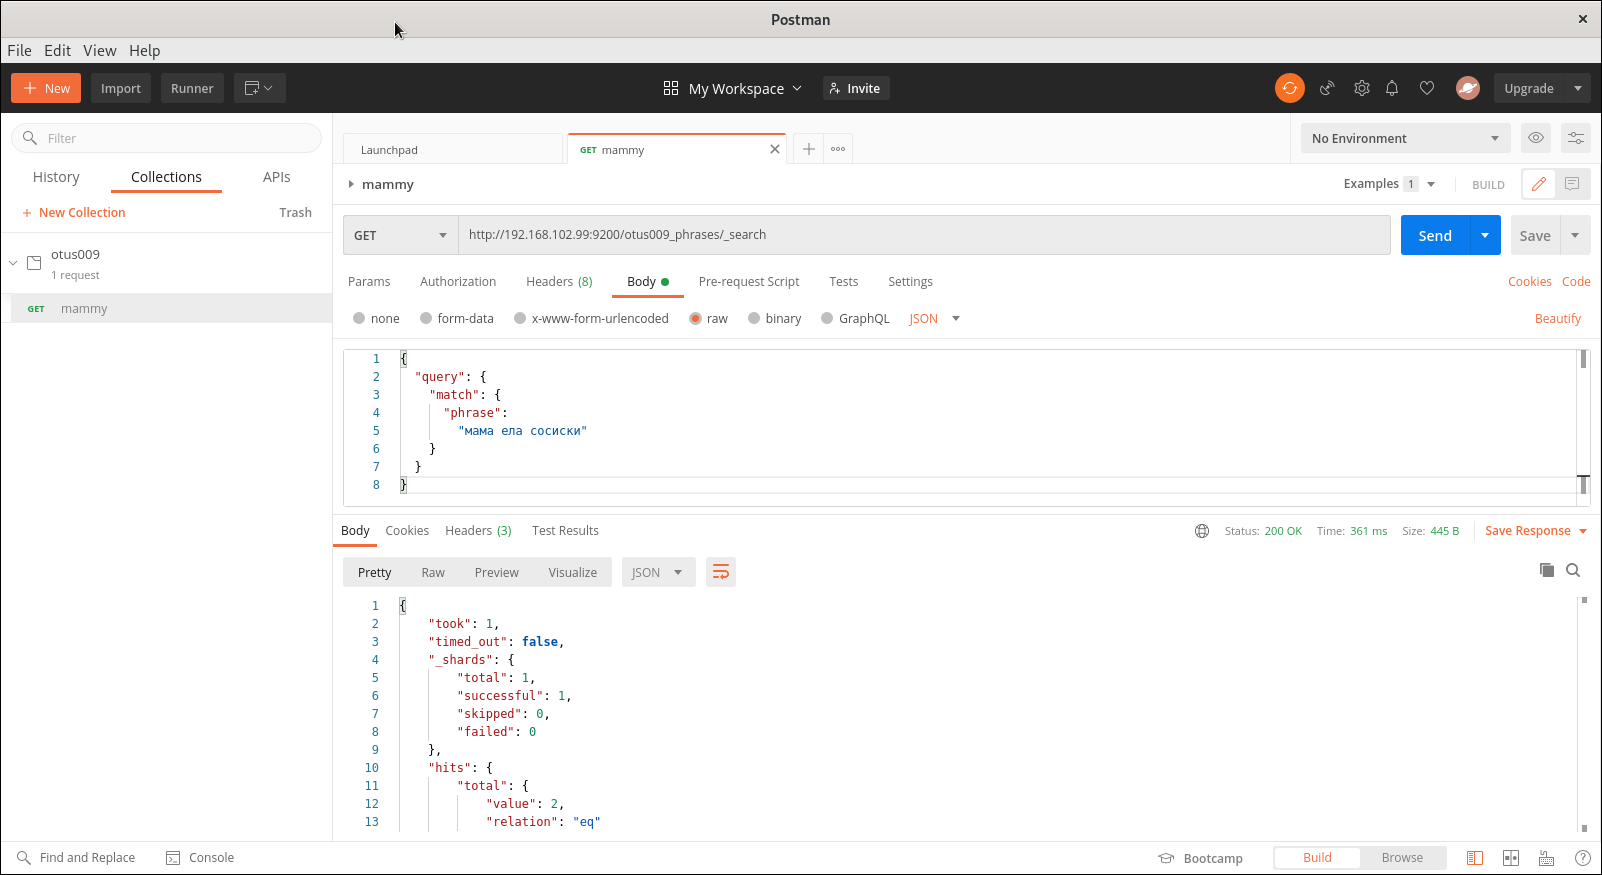 Postman
File Edit View Help
+ New Import Runner My Workspace Invite Upgrade
Filter
History Collections APIs
+ New Collection Trash
otus009
1 request
GET mammy
Launchpad GET mammy No Environment
mammy Examples 1 BUILD
GET http://192.168.102.99:9200/otus009_phrases/_search Send Save
Params Authorization Headers (8) Body Pre-request Script Tests Settings Cookies Code
none form-data x-www-form-urlencoded raw binary GraphQL JSON Beautify
1 {
2 "query": {
3 "match": {
4 "phrase":
5 "мама ела сосиски"
6 }
7 }
8 }
Body Cookies Headers (3) Test Results Status: 200 OK Time: 361 ms Size: 445 B Save Response
Pretty Raw Preview Visualize JSON
1 {
2 "took": 1,
3 "timed_out": false,
4 "_shards": {
5 "total": 1,
6 "successful": 1,
7 "skipped": 0,
8 "failed": 0
9 },
10 "hits": {
11 "total": {
12 "value": 2,
13 "relation": "eq"
Find and Replace Console Bootcamp Build Browse